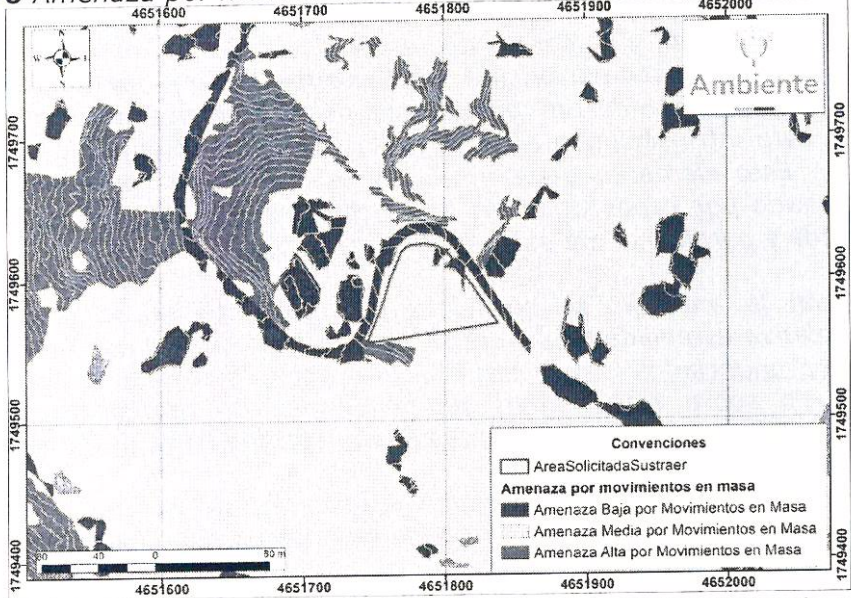 Amenaza por
4651600 4651700 4651800 4651900 4652000
N
W
Ambiente
1749700 1749700
1749600 1749600
1749500 1749500
Convenciones
AreaSolicitadaSustraer
Amenaza por movimientos en masa
Amenaza Baja por Movimientos en Masa
Amenaza Media por Movimientos en Masa
Amenaza Alta por Movimientos en Masa
40 0 80 m
1749400 1749400
4651600 4651700 4651800 4651900 4652000